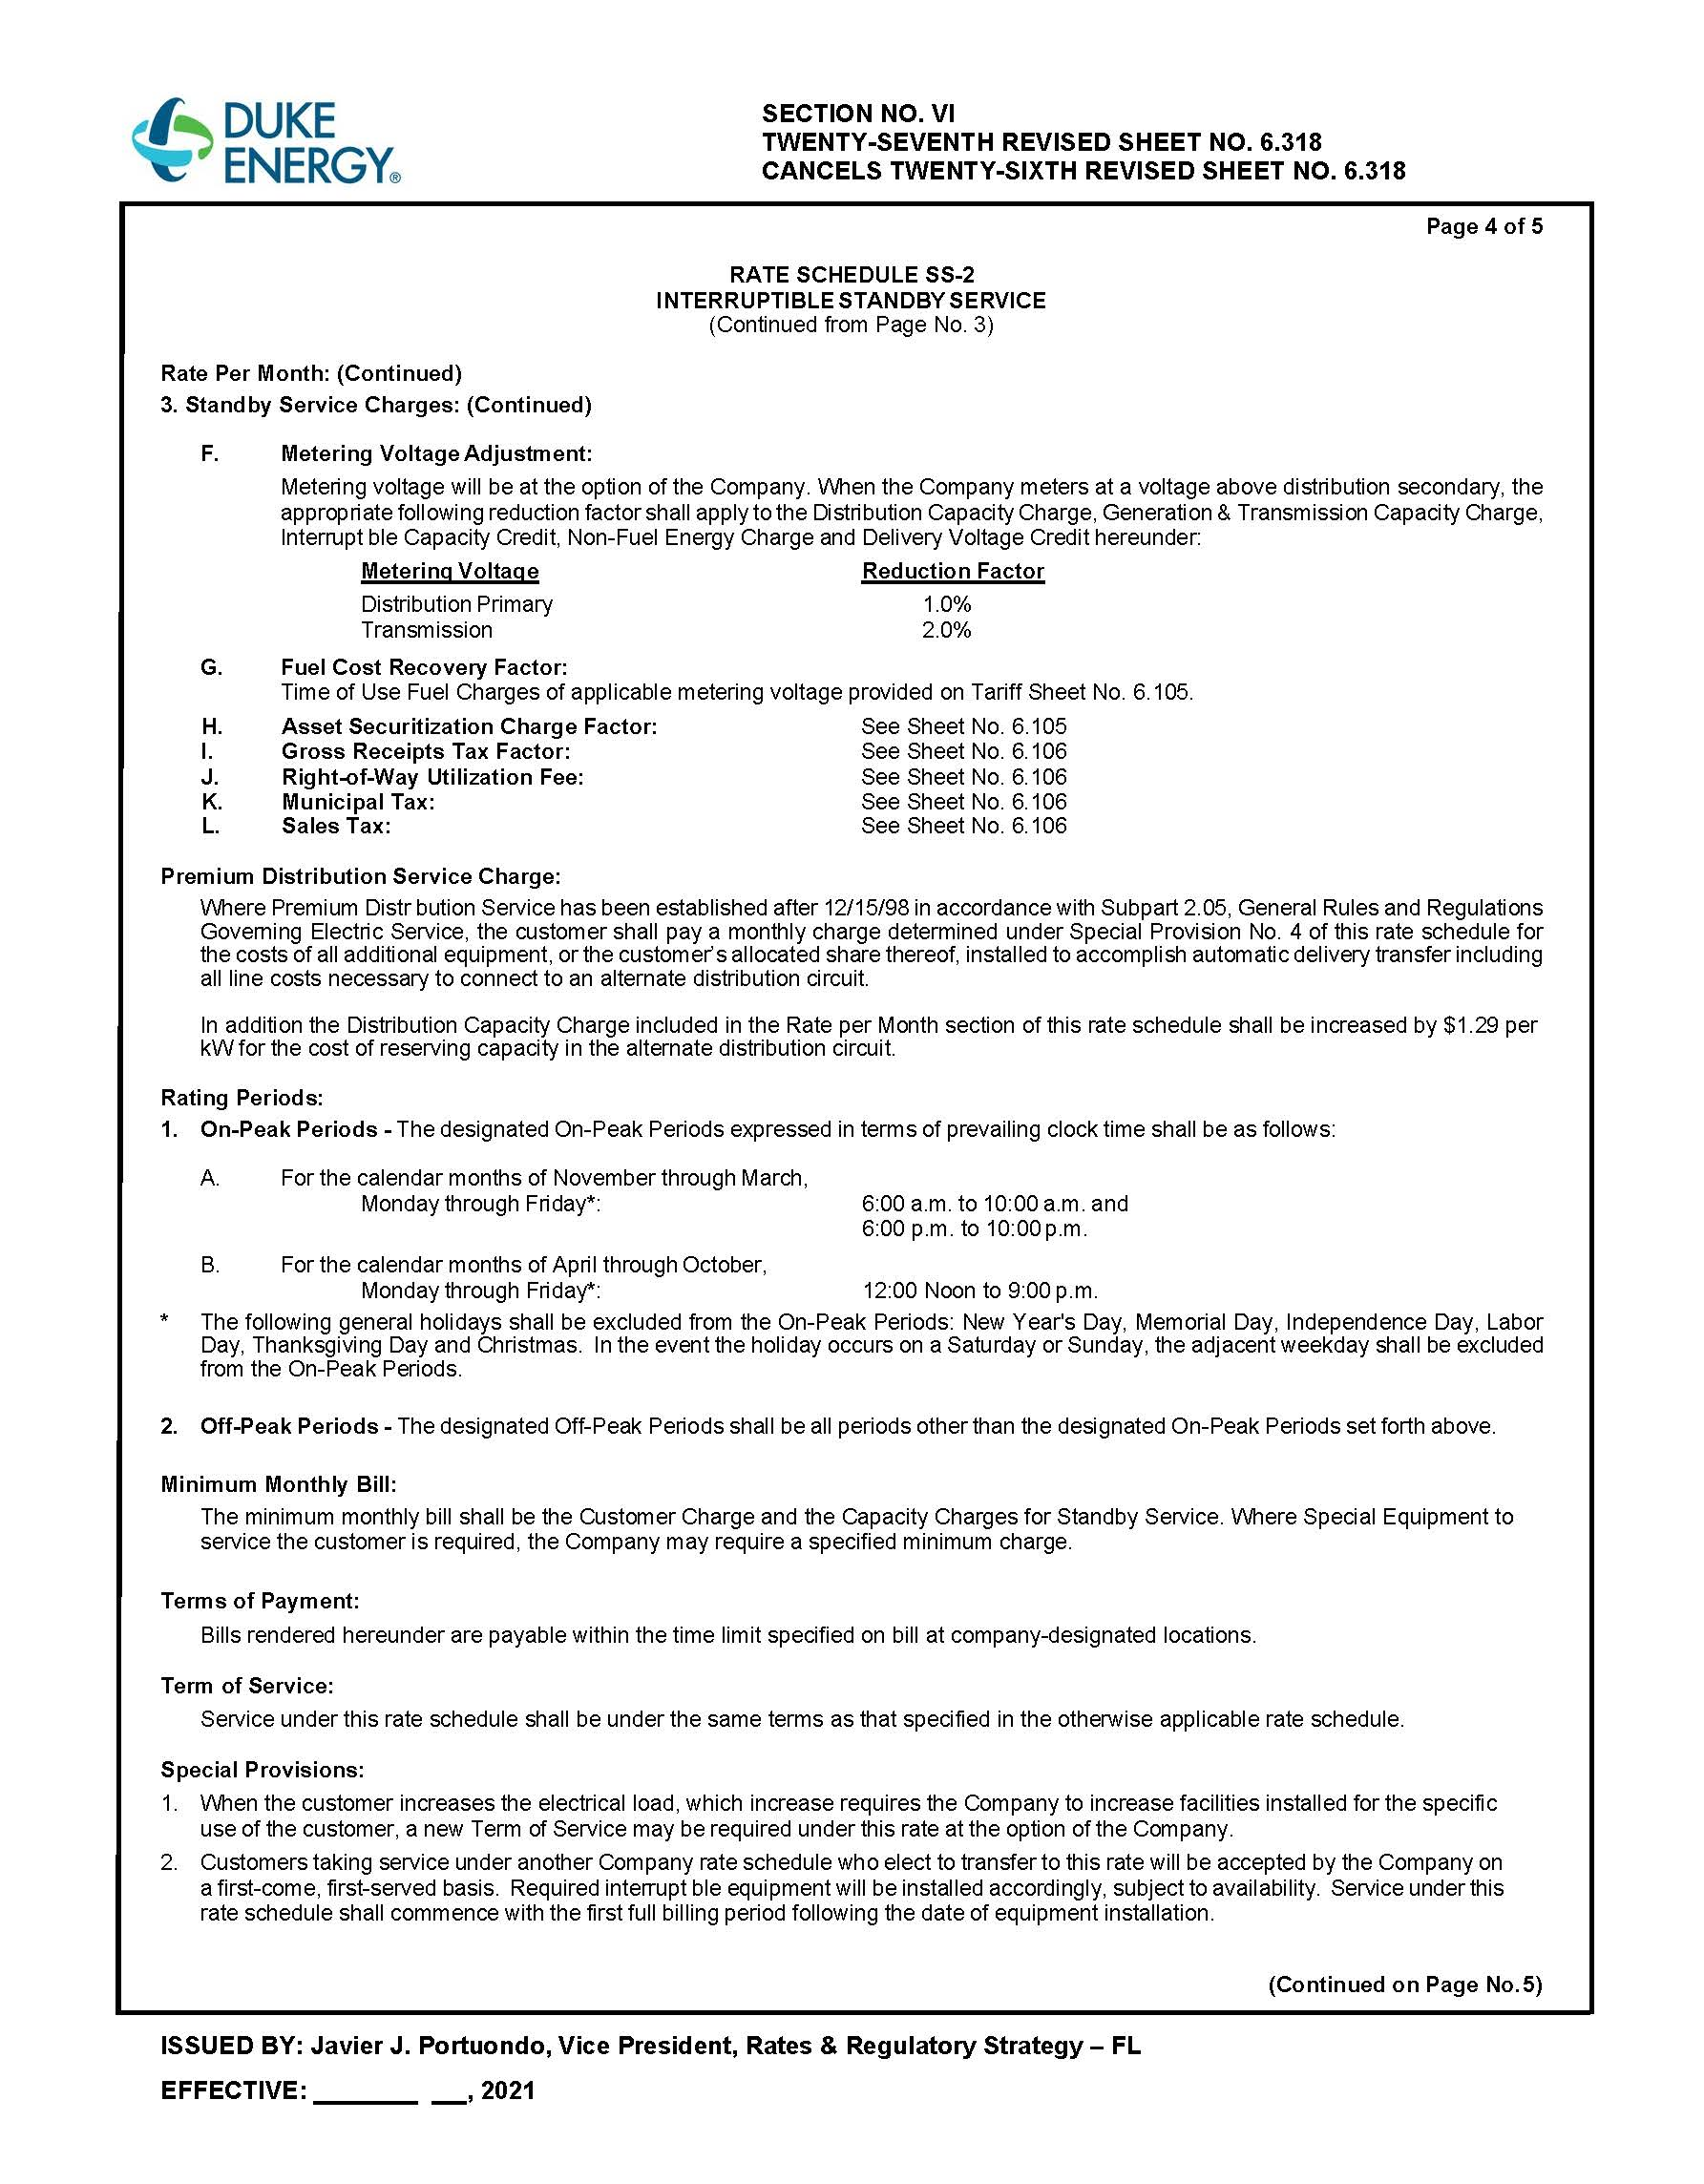 DUKE
ENERGY®
SECTION NO. VI
TWENTY-SEVENTH REVISED SHEET NO. 6.318
CANCELS TWENTY-SIXTH REVISED SHEET NO. 6.318
Page 4 of 5
RATE SCHEDULE SS-2
INTERRUPTIBLE STANDBY SERVICE
(Continued from Page No. 3)
Rate Per Month: (Continued)
3. Standby Service Charges: (Continued)
F. Metering Voltage Adjustment:
Metering voltage will be at the option of the Company. When the Company meters at a voltage above distribution secondary, the
appropriate following reduction factor shall apply to the Distribution Capacity Charge, Generation & Transmission Capacity Charge,
Interrupt ble Capacity Credit, Non-Fuel Energy Charge and Delivery Voltage Credit hereunder:
Metering Voltage Reduction Factor
Distribution Primary 1.0%
Transmission 2.0%
G. Fuel Cost Recovery Factor:
Time of Use Fuel Charges of applicable metering voltage provided on Tariff Sheet No. 6.105.
H. Asset Securitization Charge Factor: See Sheet No. 6.105
I. Gross Receipts Tax Factor: See Sheet No. 6.106
J. Right-of-Way Utilization Fee: See Sheet No. 6.106
K. Municipal Tax: See Sheet No. 6.106
L. Sales Tax: See Sheet No. 6.106
Premium Distribution Service Charge:
Where Premium Distr bution Service has been established after 12/15/98 in accordance with Subpart 2.05, General Rules and Regulations
Governing Electric Service, the customer shall pay a monthly charge determined under Special Provision No. 4 of this rate schedule for
the costs of all additional equipment, or the customer's allocated share thereof, installed to accomplish automatic delivery transfer including
all line costs necessary to connect to an alternate distribution circuit.
In addition the Distribution Capacity Charge included in the Rate per Month section of this rate schedule shall be increased by $1.29 per
kW for the cost of reserving capacity in the alternate distribution circuit.
Rating Periods:
1. On-Peak Periods - The designated On-Peak Periods expressed in terms of prevailing clock time shall be as follows:
A. For the calendar months of November through March,
Monday through Friday*: 6:00 a.m. to 10:00 a.m. and
6:00 p.m. to 10:00 p.m.
B. For the calendar months of April through October,
Monday through Friday*: 12:00 Noon to 9:00 p.m.
* The following general holidays shall be excluded from the On-Peak Periods: New Year's Day, Memorial Day, Independence Day, Labor
Day, Thanksgiving Day and Christmas. In the event the holiday occurs on a Saturday or Sunday, the adjacent weekday shall be excluded
from the On-Peak Periods.
2. Off-Peak Periods - The designated Off-Peak Periods shall be all periods other than the designated On-Peak Periods set forth above.
Minimum Monthly Bill:
The minimum monthly bill shall be the Customer Charge and the Capacity Charges for Standby Service. Where Special Equipment to
service the customer is required, the Company may require a specified minimum charge.
Terms of Payment:
Bills rendered hereunder are payable within the time limit specified on bill at company-designated locations.
Term of Service:
Service under this rate schedule shall be under the same terms as that specified in the otherwise applicable rate schedule.
Special Provisions:
1. When the customer increases the electrical load, which increase requires the Company to increase facilities installed for the specific
use of the customer, a new Term of Service may be required under this rate at the option of the Company.
2. Customers taking service under another Company rate schedule who elect to transfer to this rate will be accepted by the Company on
a first-come, first-served basis. Required interrupt ble equipment will be installed accordingly, subject to availability. Service under this
rate schedule shall commence with the first full billing period following the date of equipment installation.
(Continued on Page No. 5)
ISSUED BY: Javier J. Portuondo, Vice President, Rates & Regulatory Strategy – FL
EFFECTIVE: ________ ___, 2021